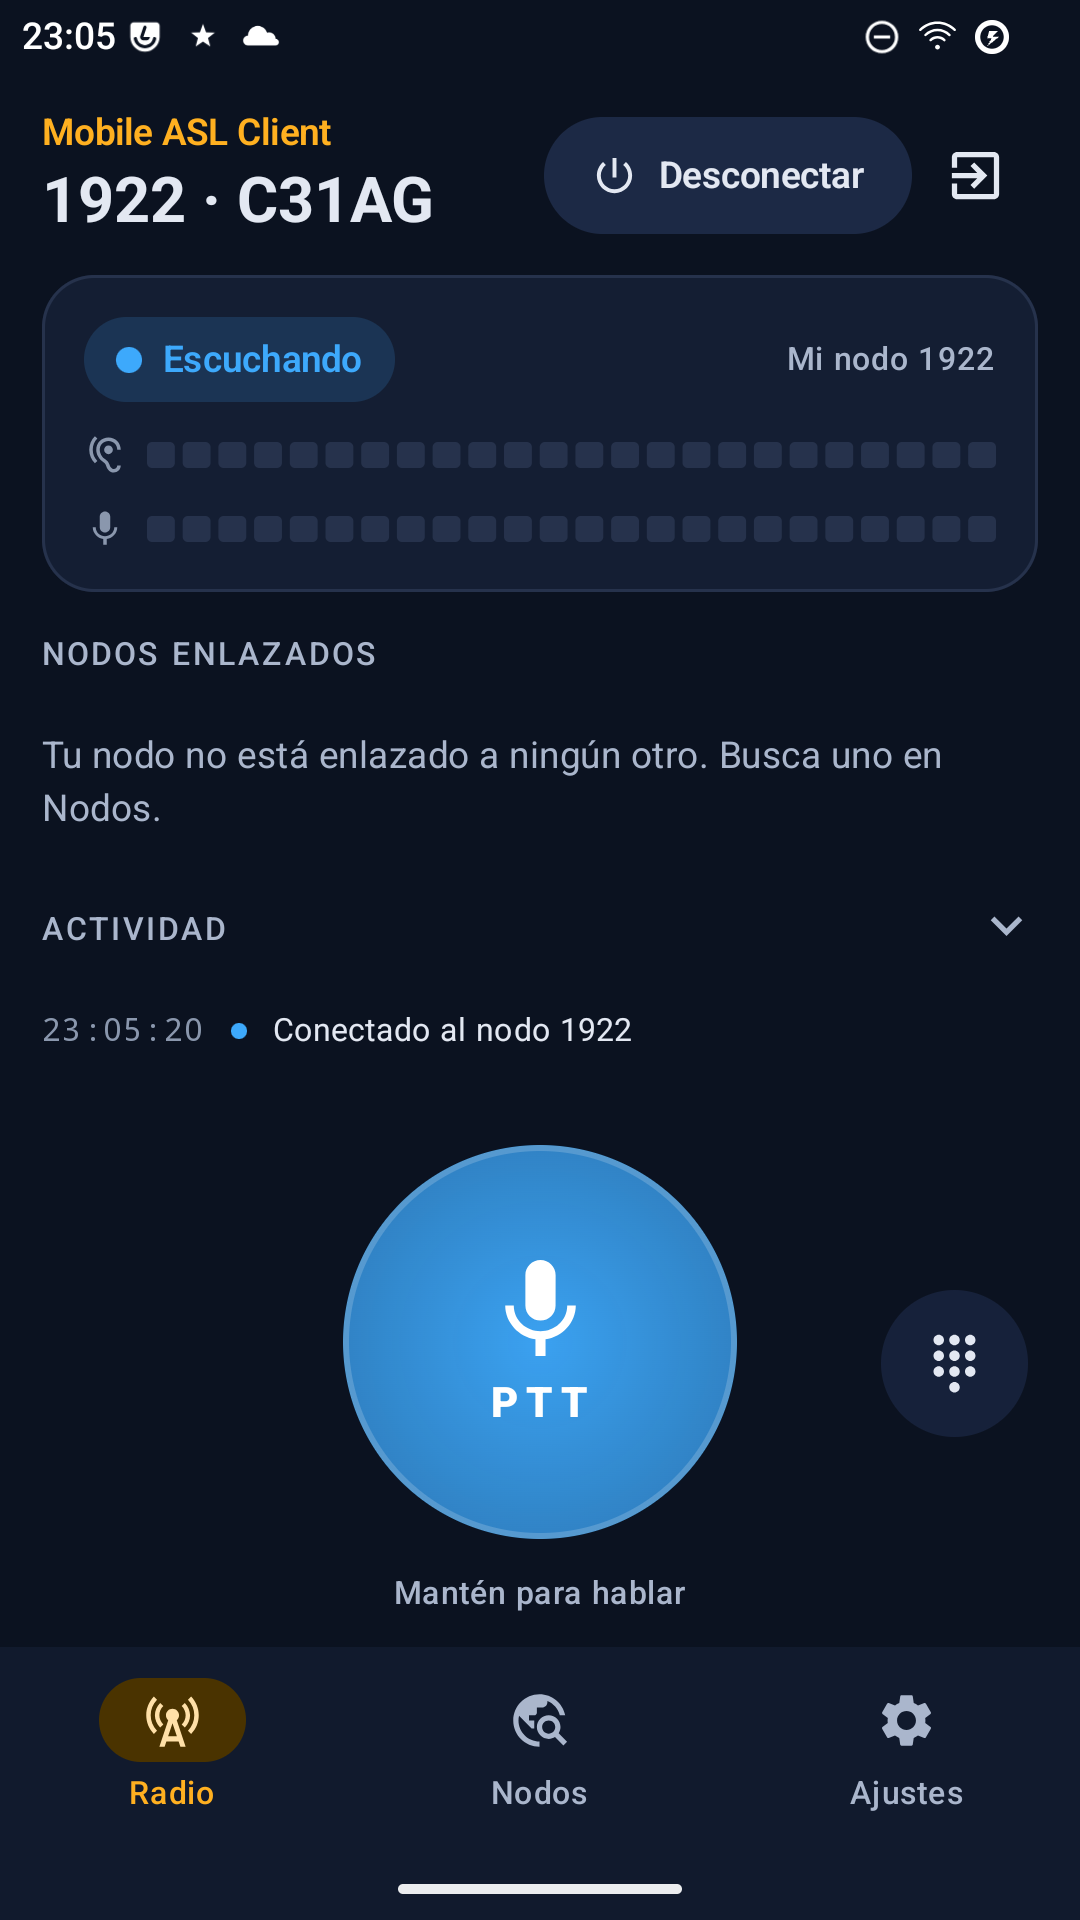 23:05
Mobile ASL Client
1922 · C31AG
Desconectar
Escuchando
Mi nodo 1922
NODOS ENLAZADOS
Tu nodo no está enlazado a ningún otro. Busca uno en
Nodos.
ACTIVIDAD
23:05:20 Conectado al nodo 1922
PTT
Mantén para hablar
Radio
Nodos
Ajustes